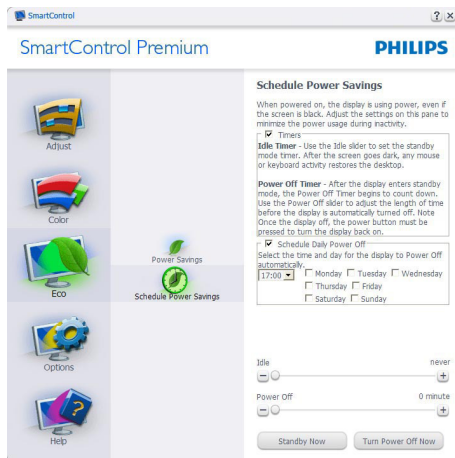 SmartControl
SmartControl Premium
PHILIPS
Adjust
Color
Eco
Options
Help
Power Savings
Schedule Power Savings
Schedule Power Savings
When powered on, the display is using power, even if
the screen is black. Adjust the settings on this pane to
minimize the power usage during inactivity.
Timers
Idle Timer - Use the Idle slider to set the standby
mode timer. After the screen goes dark, any mouse
or keyboard activity restores the desktop.
Power Off Timer - After the display enters standby
mode, the Power Off Timer begins to count down.
Use the Power Off slider to adjust the length of time
before the display is automatically turned off. Note
Once the display off, the power button must be
pressed to turn the display back on.
Schedule Daily Power Off
Select the time and day for the display to Power Off
automatically.
17:00 Monday Tuesday Wednesday
Thursday Friday
Saturday Sunday
Idle never
Power Off 0 minute
Standby Now Turn Power Off Now